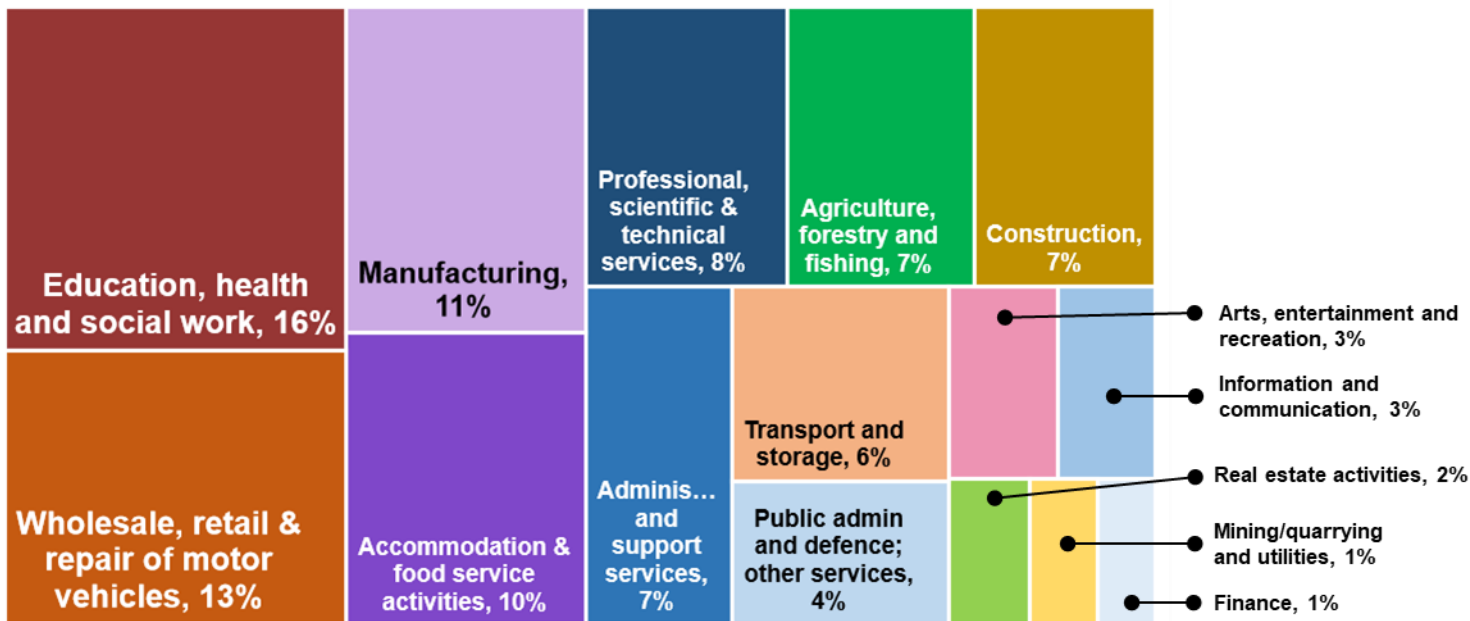 Education, health
and social work, 16%
Wholesale, retail &
repair of motor
vehicles, 13%
Manufacturing,
11%
Accommodation &
food service
activities, 10%
Professional,
scientific &
technical
services, 8%
Agriculture,
forestry and
fishing, 7%
Construction,
7%
Adminis...
and
support
services,
7%
Transport and
storage, 6%
Public admin
and defence;
other services,
4%
Arts, entertainment and
recreation, 3%
Information and
communication, 3%
Real estate activities, 2%
Mining/quarrying
and utilities, 1%
Finance, 1%